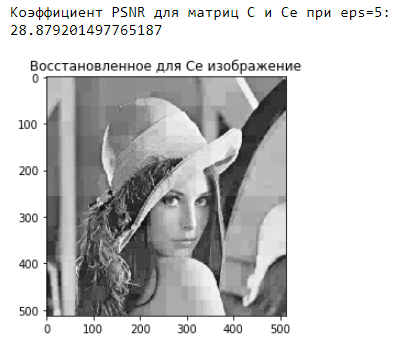 Коэффициент PSNR для матриц C и Ce при eps=5:
28.879201497765187
Восстановленное для Ce изображение
0
100
200
300
400
500
0 100 200 300 400 500